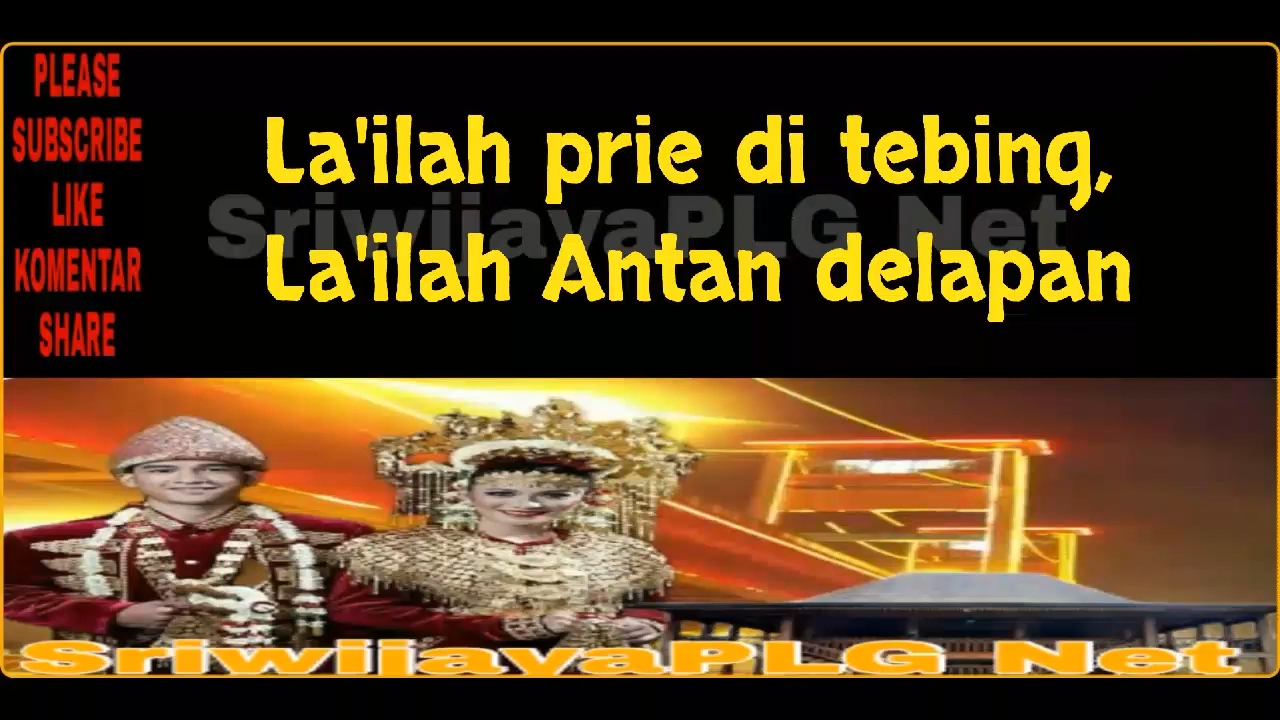 PLEASE
SUBSCRIBE
LIKE
KOMENTAR
SHARE
La'ilah prie di tebing,
SriwijayaPLG Net
La'ilah Antan delapan
SriwijayaPLG Net